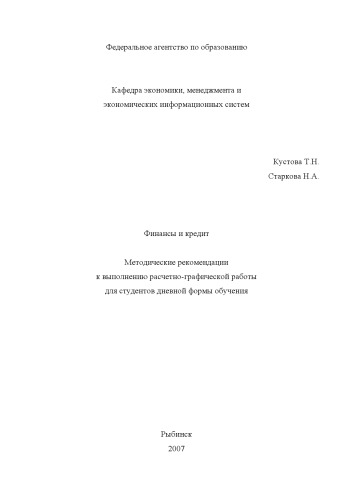 Федеральное агентство по образованию
Кафедра экономики, менеджмента и
экономических информационных систем
Кустова Т.Н.
Старкова Н.А.
Финансы и кредит
Методические рекомендации
к выполнению расчетно-графической работы
для студентов дневной формы обучения
Рыбинск
2007